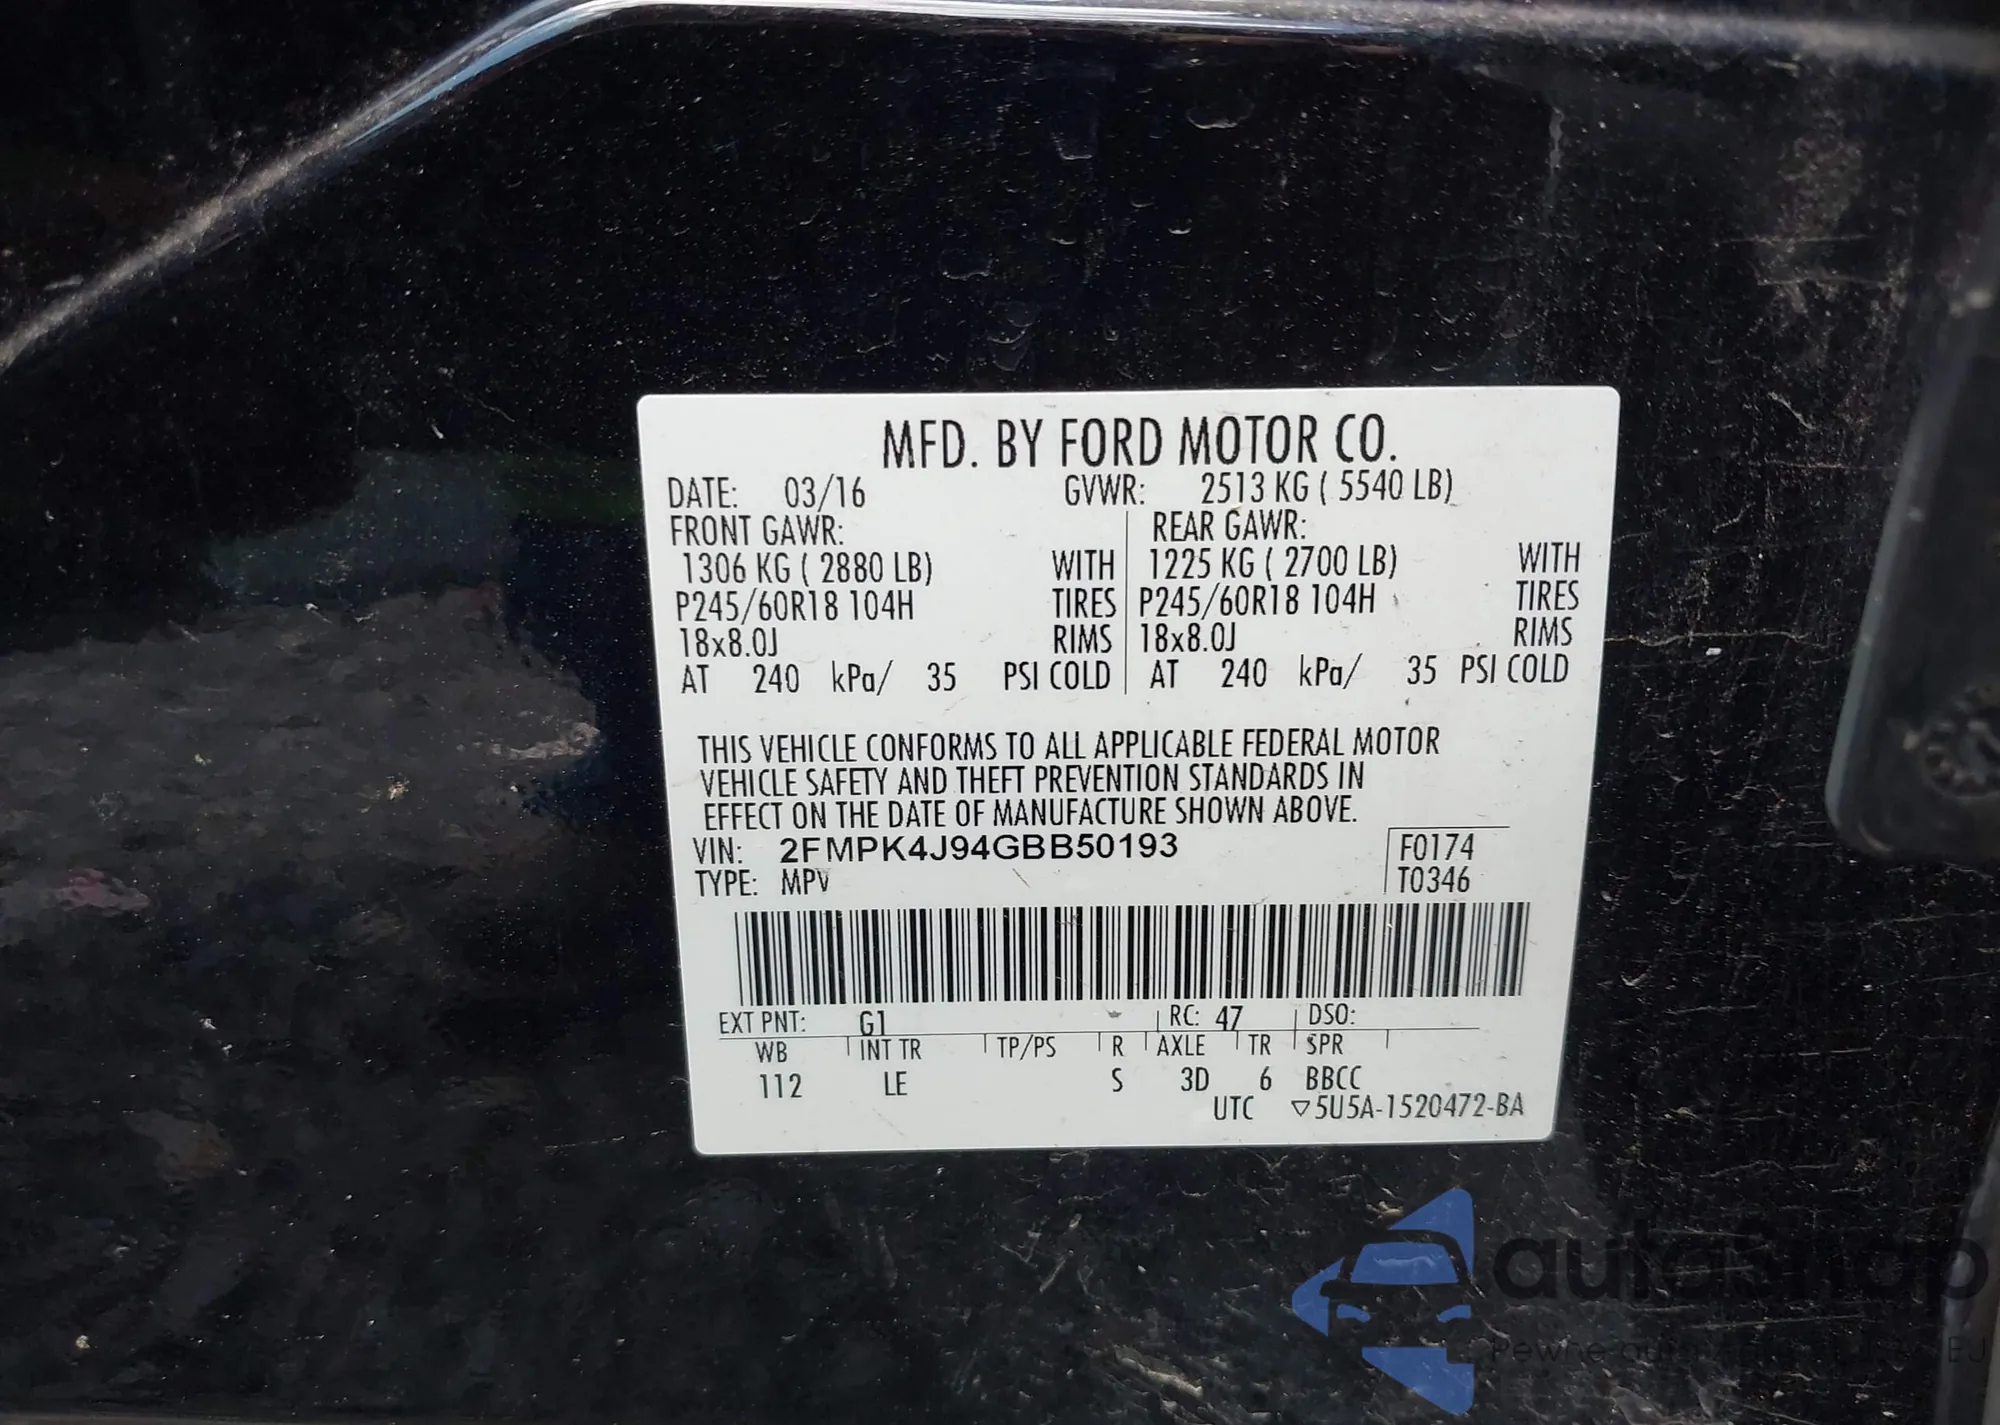 MFD. BY FORD MOTOR CO.
DATE: 03/16 GVWR: 2513 KG ( 5540 LB)
FRONT GAWR: REAR GAWR:
1306 KG ( 2880 LB) WITH 1225 KG ( 2700 LB) WITH
P245/60R18 104H TIRES P245/60R18 104H TIRES
18x8.0J RIMS 18x8.0J RIMS
AT 240 kPa/ 35 PSI COLD AT 240 kPa/ 35 PSI COLD
THIS VEHICLE CONFORMS TO ALL APPLICABLE FEDERAL MOTOR
VEHICLE SAFETY AND THEFT PREVENTION STANDARDS IN
EFFECT ON THE DATE OF MANUFACTURE SHOWN ABOVE.
VIN: 2FMPK4J94GBB50193 F0174
TYPE: MPV T0346
EXT PNT: G1 RC: 47 DSO:
WB INT TR TP/PS R AXLE TR SPR
112 LE S 3D 6 BBCC
UTC ▽5U5A-1520472-BA
autashop
Pewne auta